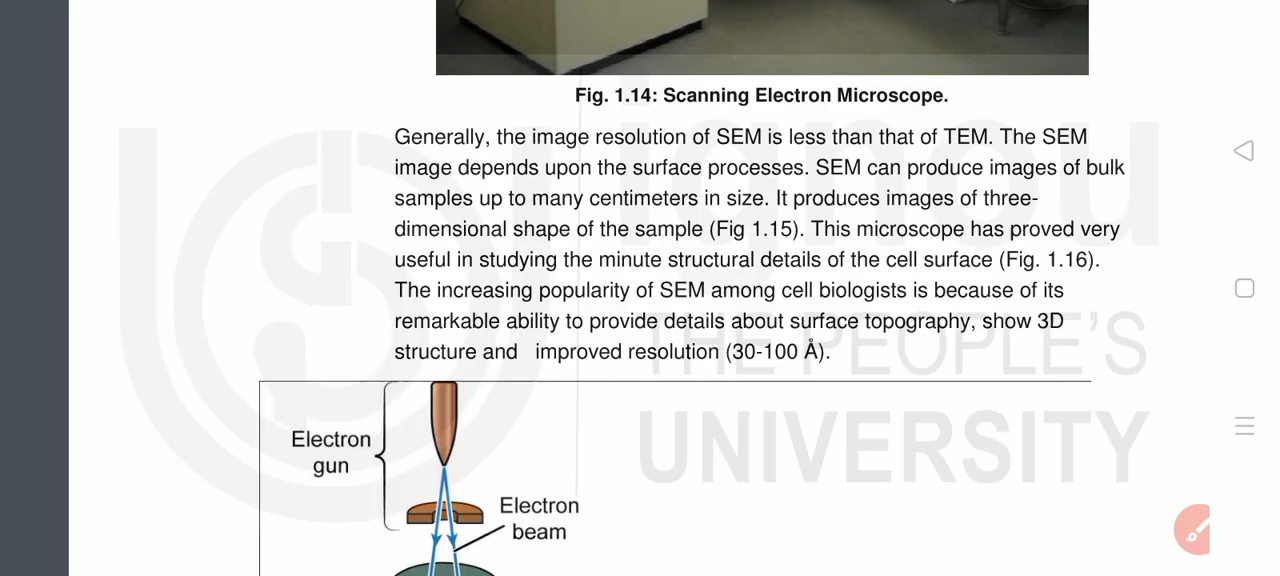 Fig. 1.14: Scanning Electron Microscope.
Generally, the image resolution of SEM is less than that of TEM. The SEM
image depends upon the surface processes. SEM can produce images of bulk
samples up to many centimeters in size. It produces images of three-
dimensional shape of the sample (Fig 1.15). This microscope has proved very
useful in studying the minute structural details of the cell surface (Fig. 1.16).
The increasing popularity of SEM among cell biologists is because of its
remarkable ability to provide details about surface topography, show 3D
structure and improved resolution (30-100 Å).
ignou
THE PEOPLE'S
UNIVERSITY
Electron
gun
Electron
beam